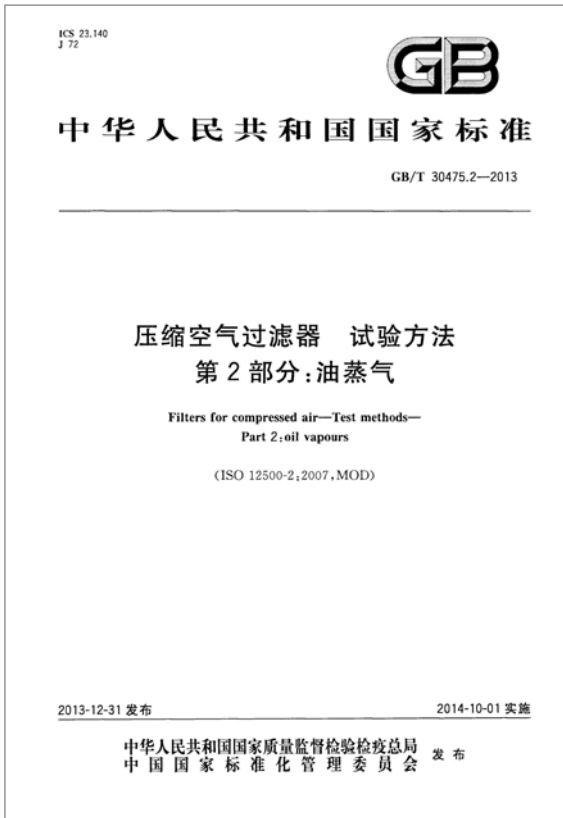 ICS 23.140
J 72
GB
中华人民共和国国家标准
GB/T 30475.2—2013
压缩空气过滤器 试验方法
第2部分:油蒸气
Filters for compressed air—Test methods—
Part 2:oil vapours
(ISO 12500-2:2007,MOD)
2013-12-31 发布
2014-10-01 实施
中华人民共和国国家质量监督检验检疫总局
中国国家标准化管理委员会
发布